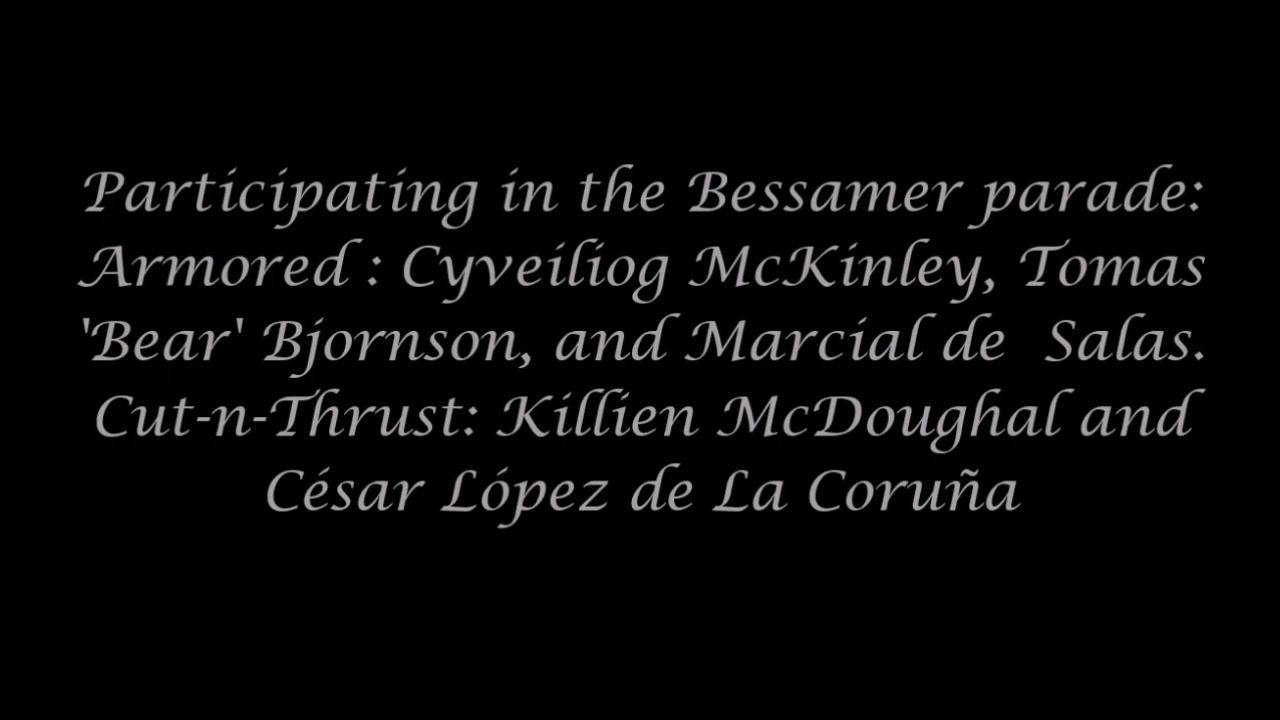 Participating in the Bessamer parade:
Armored : Cyveiliog McKinley, Tomas
'Bear' Bjornson, and Marcial de  Salas.
Cut-n-Thrust: Killien McDoughal and
César López de La Coruña